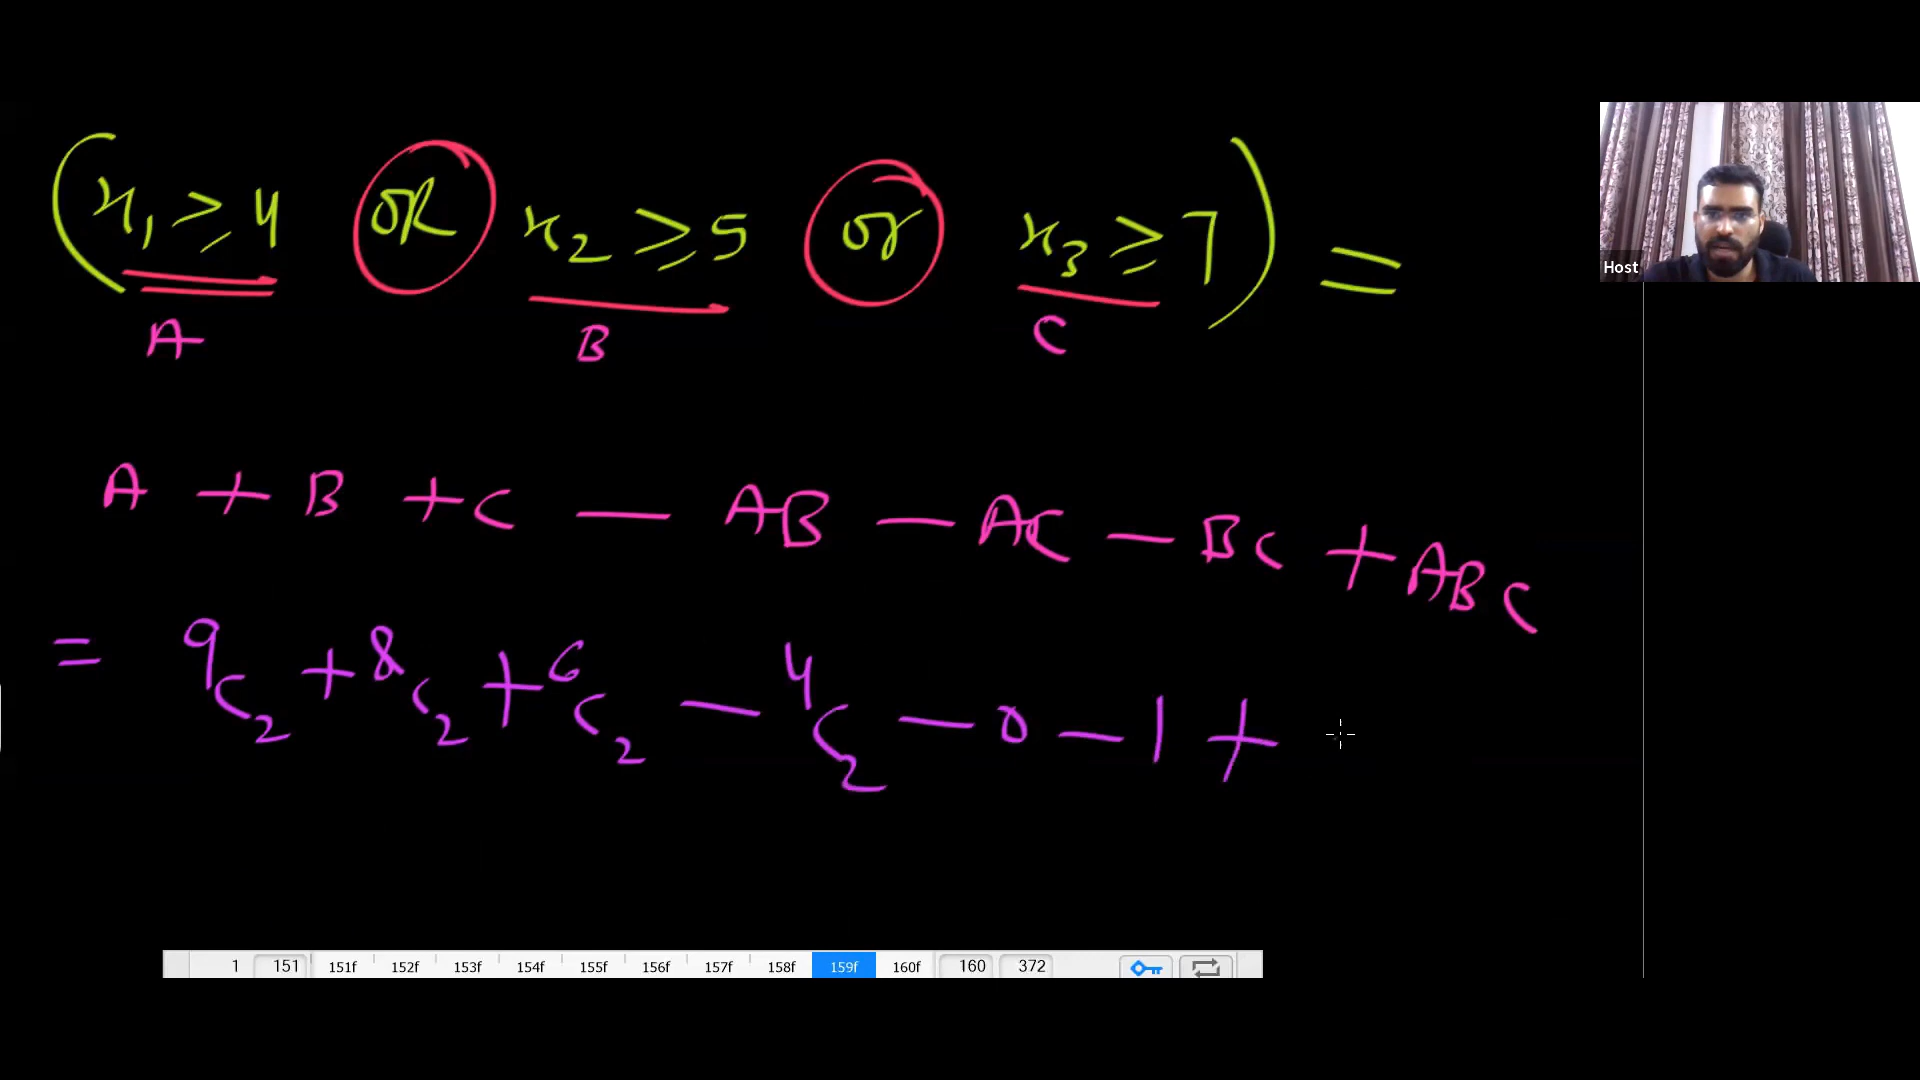 (x₁ ≥ 4 OR x₂ ≥ 5 or x₃ ≥ 7) =
A B C
A + B + C — AB — AC — BC + ABC
= ⁹C₂ + ⁸C₂ + ⁶C₂ — ⁴C₂ — 0 — 1 +
Host
1 151 151f 152f 153f 154f 155f 156f 157f 158f 159f 160f 160 372